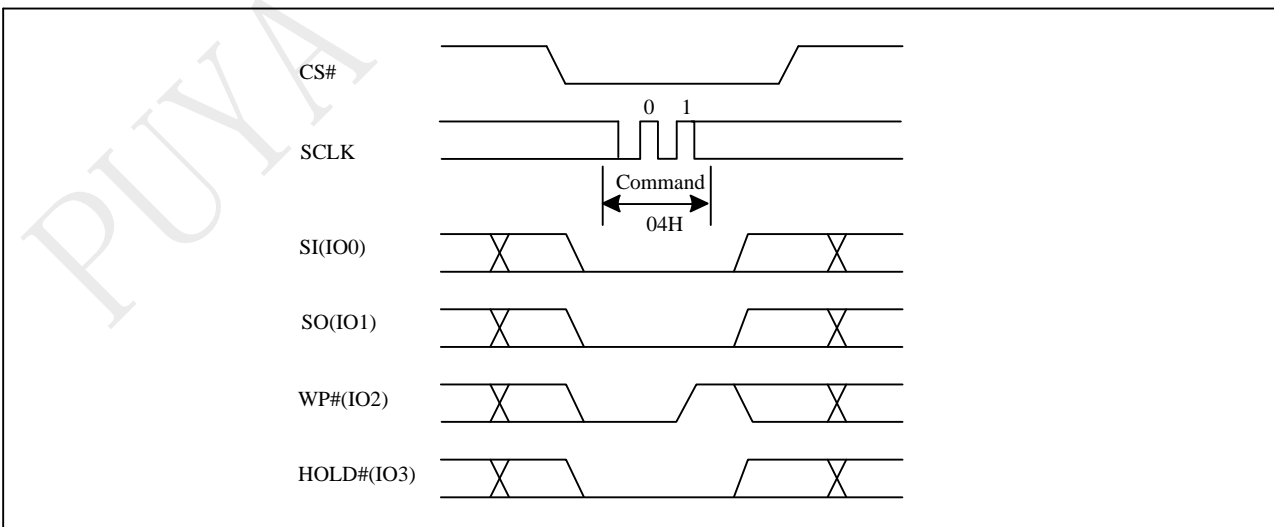 PUYA
CS#
0 1
SCLK
Command
04H
SI(IO0)
SO(IO1)
WP#(IO2)
HOLD#(IO3)